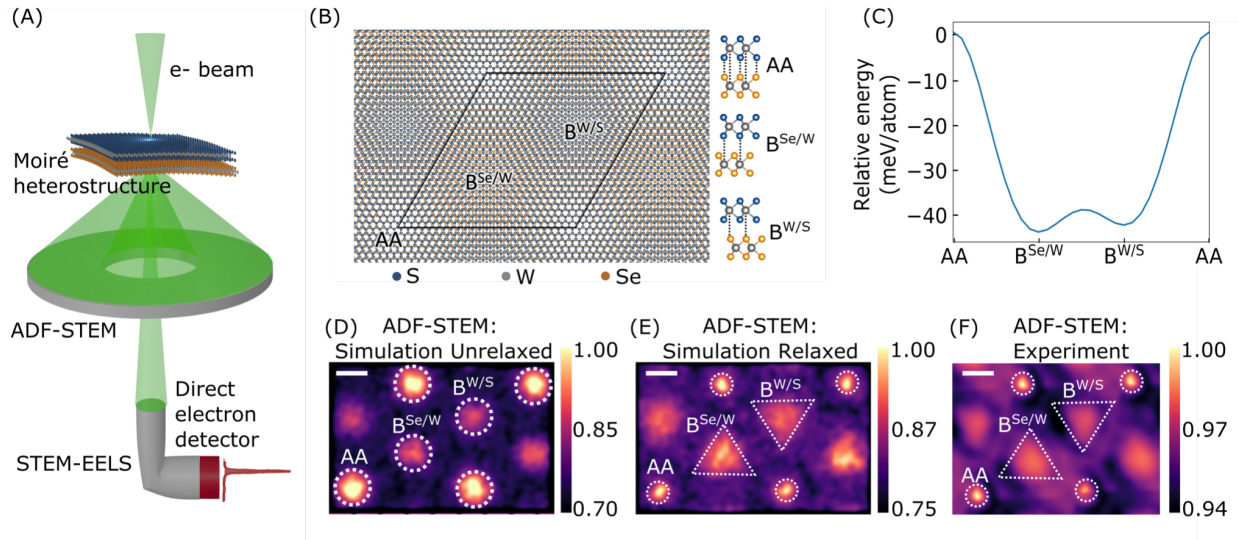 (A)
e- beam
Moiré
heterostructure
ADF-STEM
Direct
electron
detector
STEM-EELS
(B)
B^W/S
B^Se/W
AA
S
W
Se
AA
B^Se/W
B^W/S
(C)
Relative energy
(meV/atom)
0
−10
−20
−30
−40
AA
B^Se/W
B^W/S
AA
(D)
ADF-STEM:
Simulation Unrelaxed
B^W/S
B^Se/W
AA
1.00
0.85
0.70
(E)
ADF-STEM:
Simulation Relaxed
B^W/S
B^Se/W
AA
1.00
0.87
0.75
(F)
ADF-STEM:
Experiment
B^W/S
B^Se/W
AA
1.00
0.97
0.94